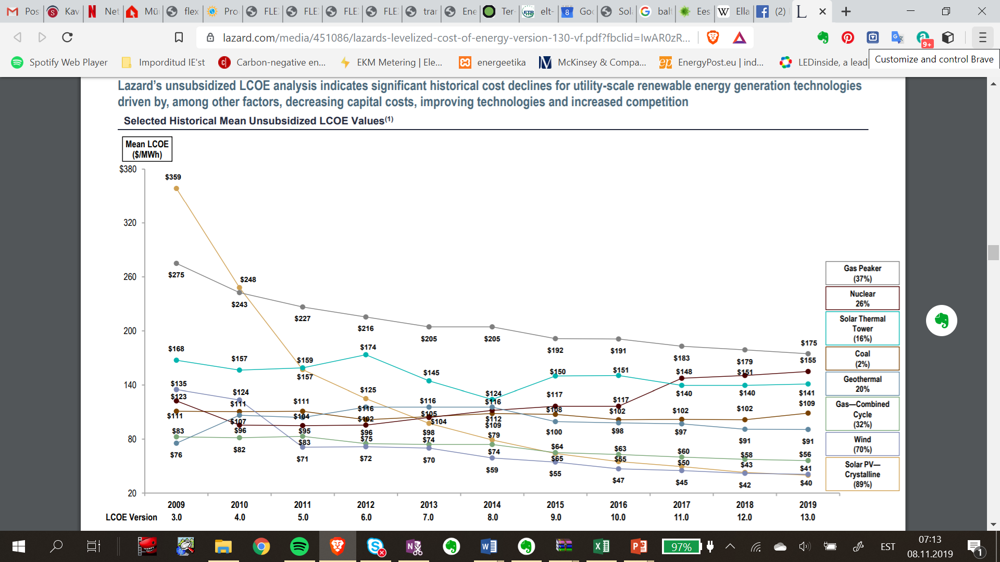 Pos
Kav
Net
Mü
flex
Pro
FLE
FLE
FLE
FLE
trar
Ene
Ter-
elt-
8 Goo
Sola
balt
Ees
W Ella
(2)
L
lazard.com/media/451086/lazards-levelized-cost-of-energy-version-130-vf.pdf?fbclid=IwAR0zR...
9+
Spotify Web Player
Imporditud IE'st
Carbon-negative en...
EKM Metering | Ele...
energeetika
McKinsey & Compa...
ep EnergyPost.eu | ind...
LEDinside, a lead
Customize and control Brave
Lazard's unsubsidized LCOE analysis indicates significant historical cost declines for utility-scale renewable energy generation technologies
driven by, among other factors, decreasing capital costs, improving technologies and increased competition
Selected Historical Mean Unsubsidized LCOE Values(1)
Mean LCOE
($/MWh)
$380
320
260
200
140
80
20
$359
$248
$157
$125
$98
$79
$64
$55
$50
$43
$40
$275
$243
$227
$216
$205
$205
$192
$191
$183
$179
$175
$168
$157
$159
$174
$145
$124
$150
$151
$140
$140
$141
$135
$124
$71
$72
$70
$59
$55
$47
$45
$42
$41
$123
$96
$95
$96
$105
$112
$117
$117
$148
$151
$155
$111
$111
$111
$102
$104
$109
$108
$102
$102
$102
$109
$76
$107
$104
$116
$116
$116
$100
$98
$97
$91
$91
$83
$82
$83
$75
$74
$74
$65
$63
$60
$58
$56
Gas Peaker
(37%)
Nuclear
26%
Solar Thermal
Tower
(16%)
Coal
(2%)
Geothermal
20%
Gas—Combined
Cycle
(32%)
Wind
(70%)
Solar PV—
Crystalline
(89%)
2009 2010 2011 2012 2013 2014 2015 2016 2017 2018 2019
LCOE Version 3.0 4.0 5.0 6.0 7.0 8.0 9.0 10.0 11.0 12.0 13.0
97%
EST
07:13
08.11.2019
1